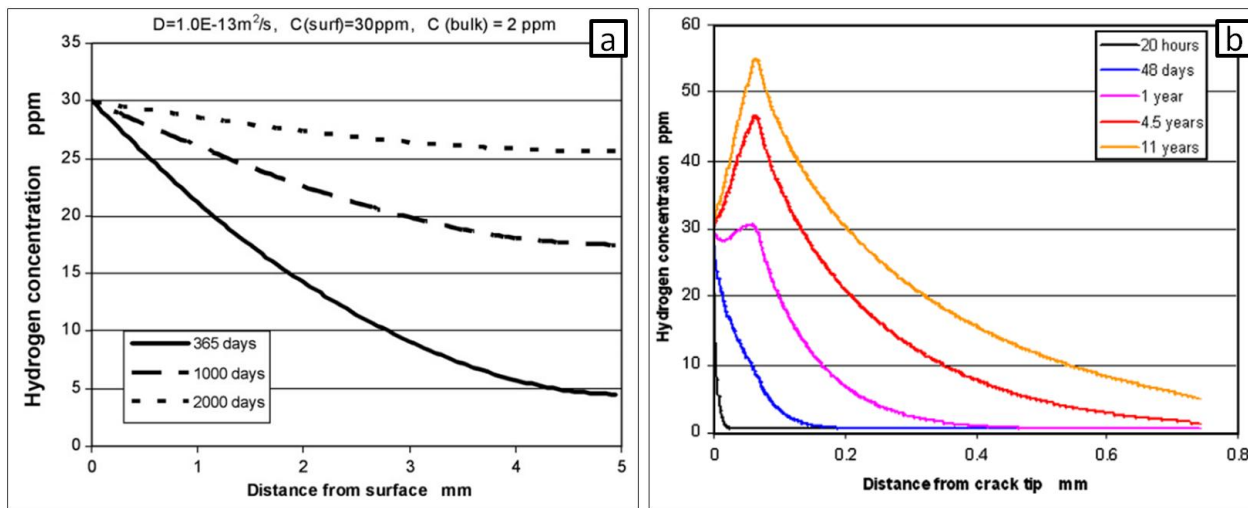 D=1.0E-13m²/s, C(surf)=30ppm, C (bulk) = 2 ppm
a
35
30
25
20
15
10
5
0
Hydrogen concentration ppm
365 days
1000 days
2000 days
0 1 2 3 4 5
Distance from surface mm
b
60
50
40
30
20
10
0
Hydrogen concentration ppm
20 hours
48 days
1 year
4.5 years
11 years
0 0.2 0.4 0.6 0.8
Distance from crack tip mm